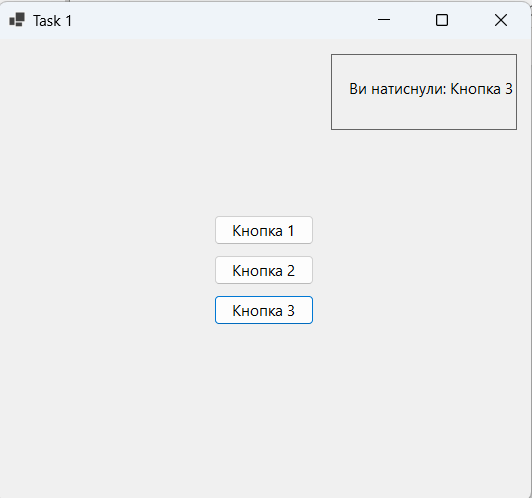 Task 1
Ви натиснули: Кнопка 3
Кнопка 1
Кнопка 2
Кнопка 3